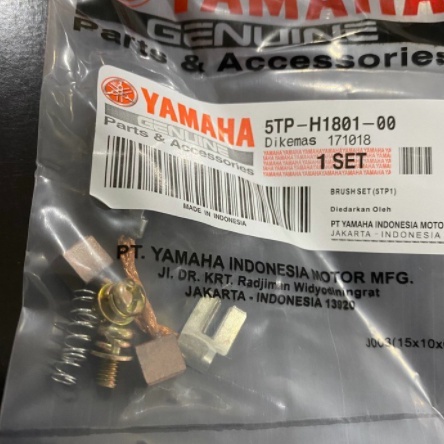 YAMAHA
GENUINE
Parts & Accessories
YAMAHA
GENUINE
Parts & Accessories
5TP-H1801-00
Dikemas 171018
1 SET
BRUSH SET (5TP1)
Diedarkan Oleh
PT YAMAHA INDONESIA MOTO
JAKARTA - INDONESIA
MADE IN INDONESIA
PT. YAMAHA INDONESIA MOTOR MFG.
JL. DR. KRT. Radjiman Widyodiningrat
JAKARTA - INDONESIA 13920